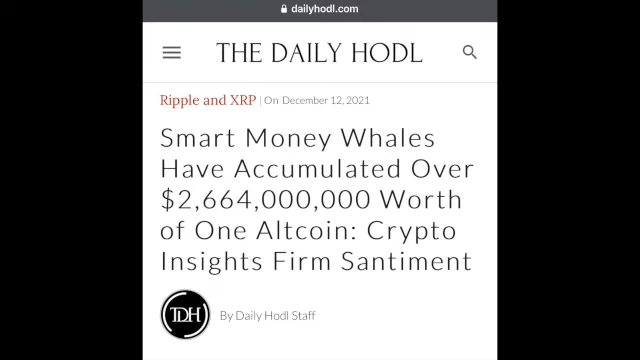 dailyhodl.com
THE DAILY HODL
Ripple and XRP | On December 12, 2021
Smart Money Whales
Have Accumulated Over
$2,664,000,000 Worth
of One Altcoin: Crypto
Insights Firm Santiment
TDH
By Daily Hodl Staff